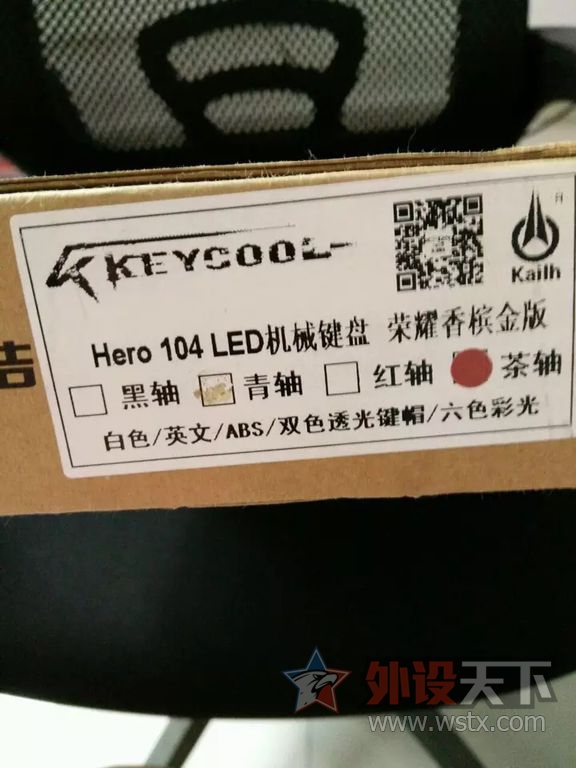 KEYCOOL
Kailh
Hero 104 LED机械键盘 荣耀香槟金版
黑轴 青轴 红轴 茶轴
白色/英文/ABS/双色透光键帽/六色彩光
外设天下
www.wstx.com